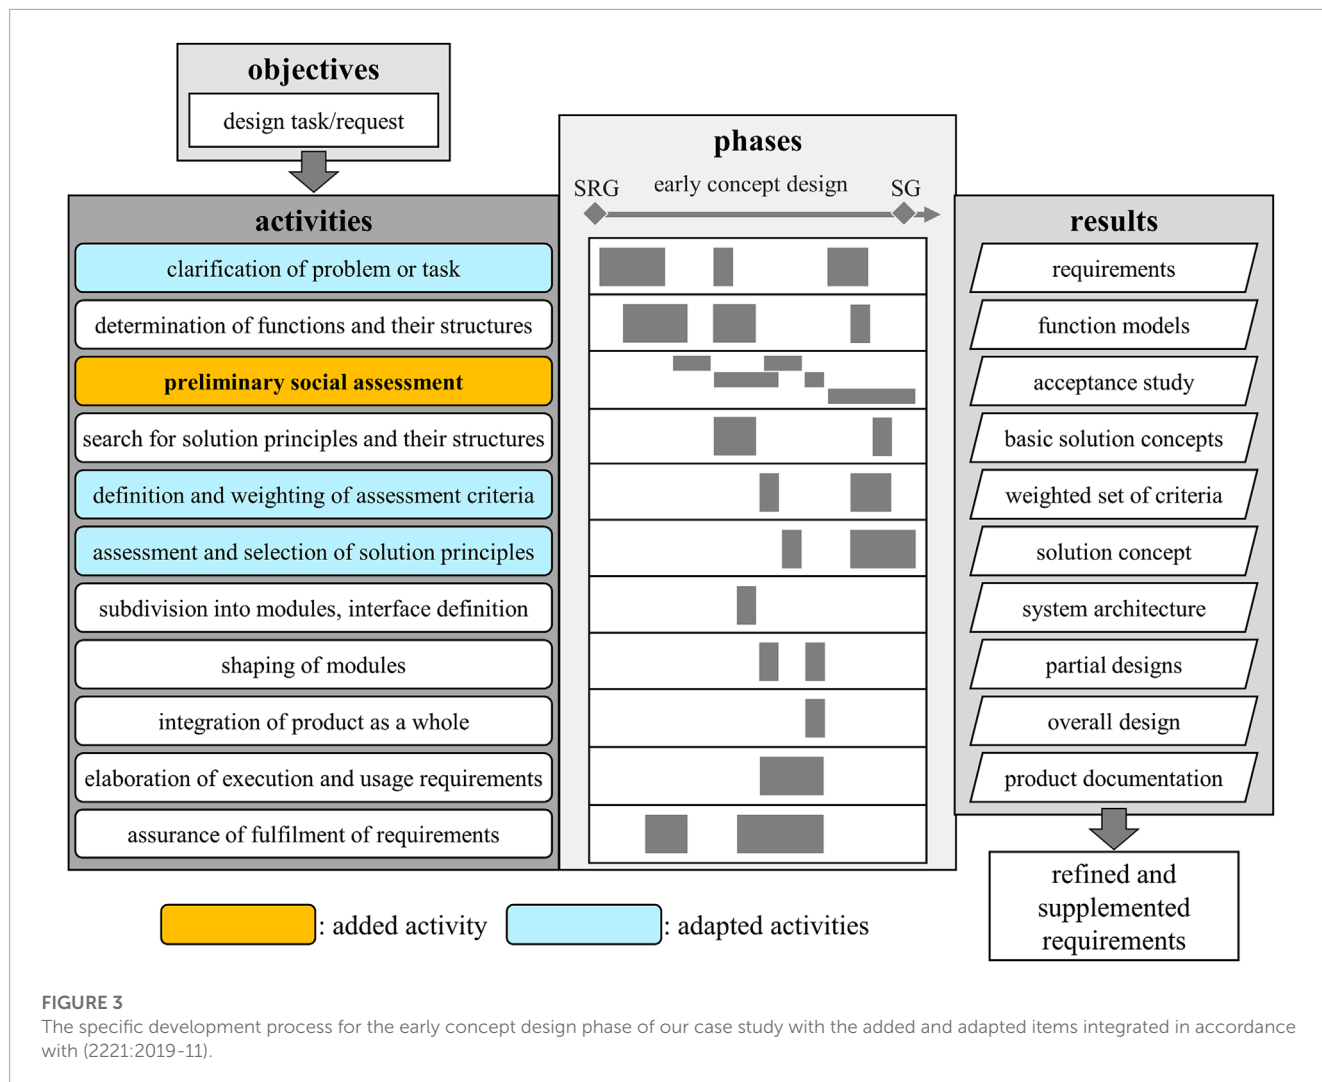 objectives
design task/request
phases
SRG
early concept design
SG
activities
results
clarification of problem or task
requirements
determination of functions and their structures
function models
preliminary social assessment
acceptance study
search for solution principles and their structures
basic solution concepts
definition and weighting of assessment criteria
weighted set of criteria
assessment and selection of solution principles
solution concept
subdivision into modules, interface definition
system architecture
shaping of modules
partial designs
integration of product as a whole
overall design
elaboration of execution and usage requirements
product documentation
assurance of fulfilment of requirements
refined and
supplemented
requirements
: added activity
: adapted activities
FIGURE 3
The specific development process for the early concept design phase of our case study with the added and adapted items integrated in accordance
with (2221:2019-11).